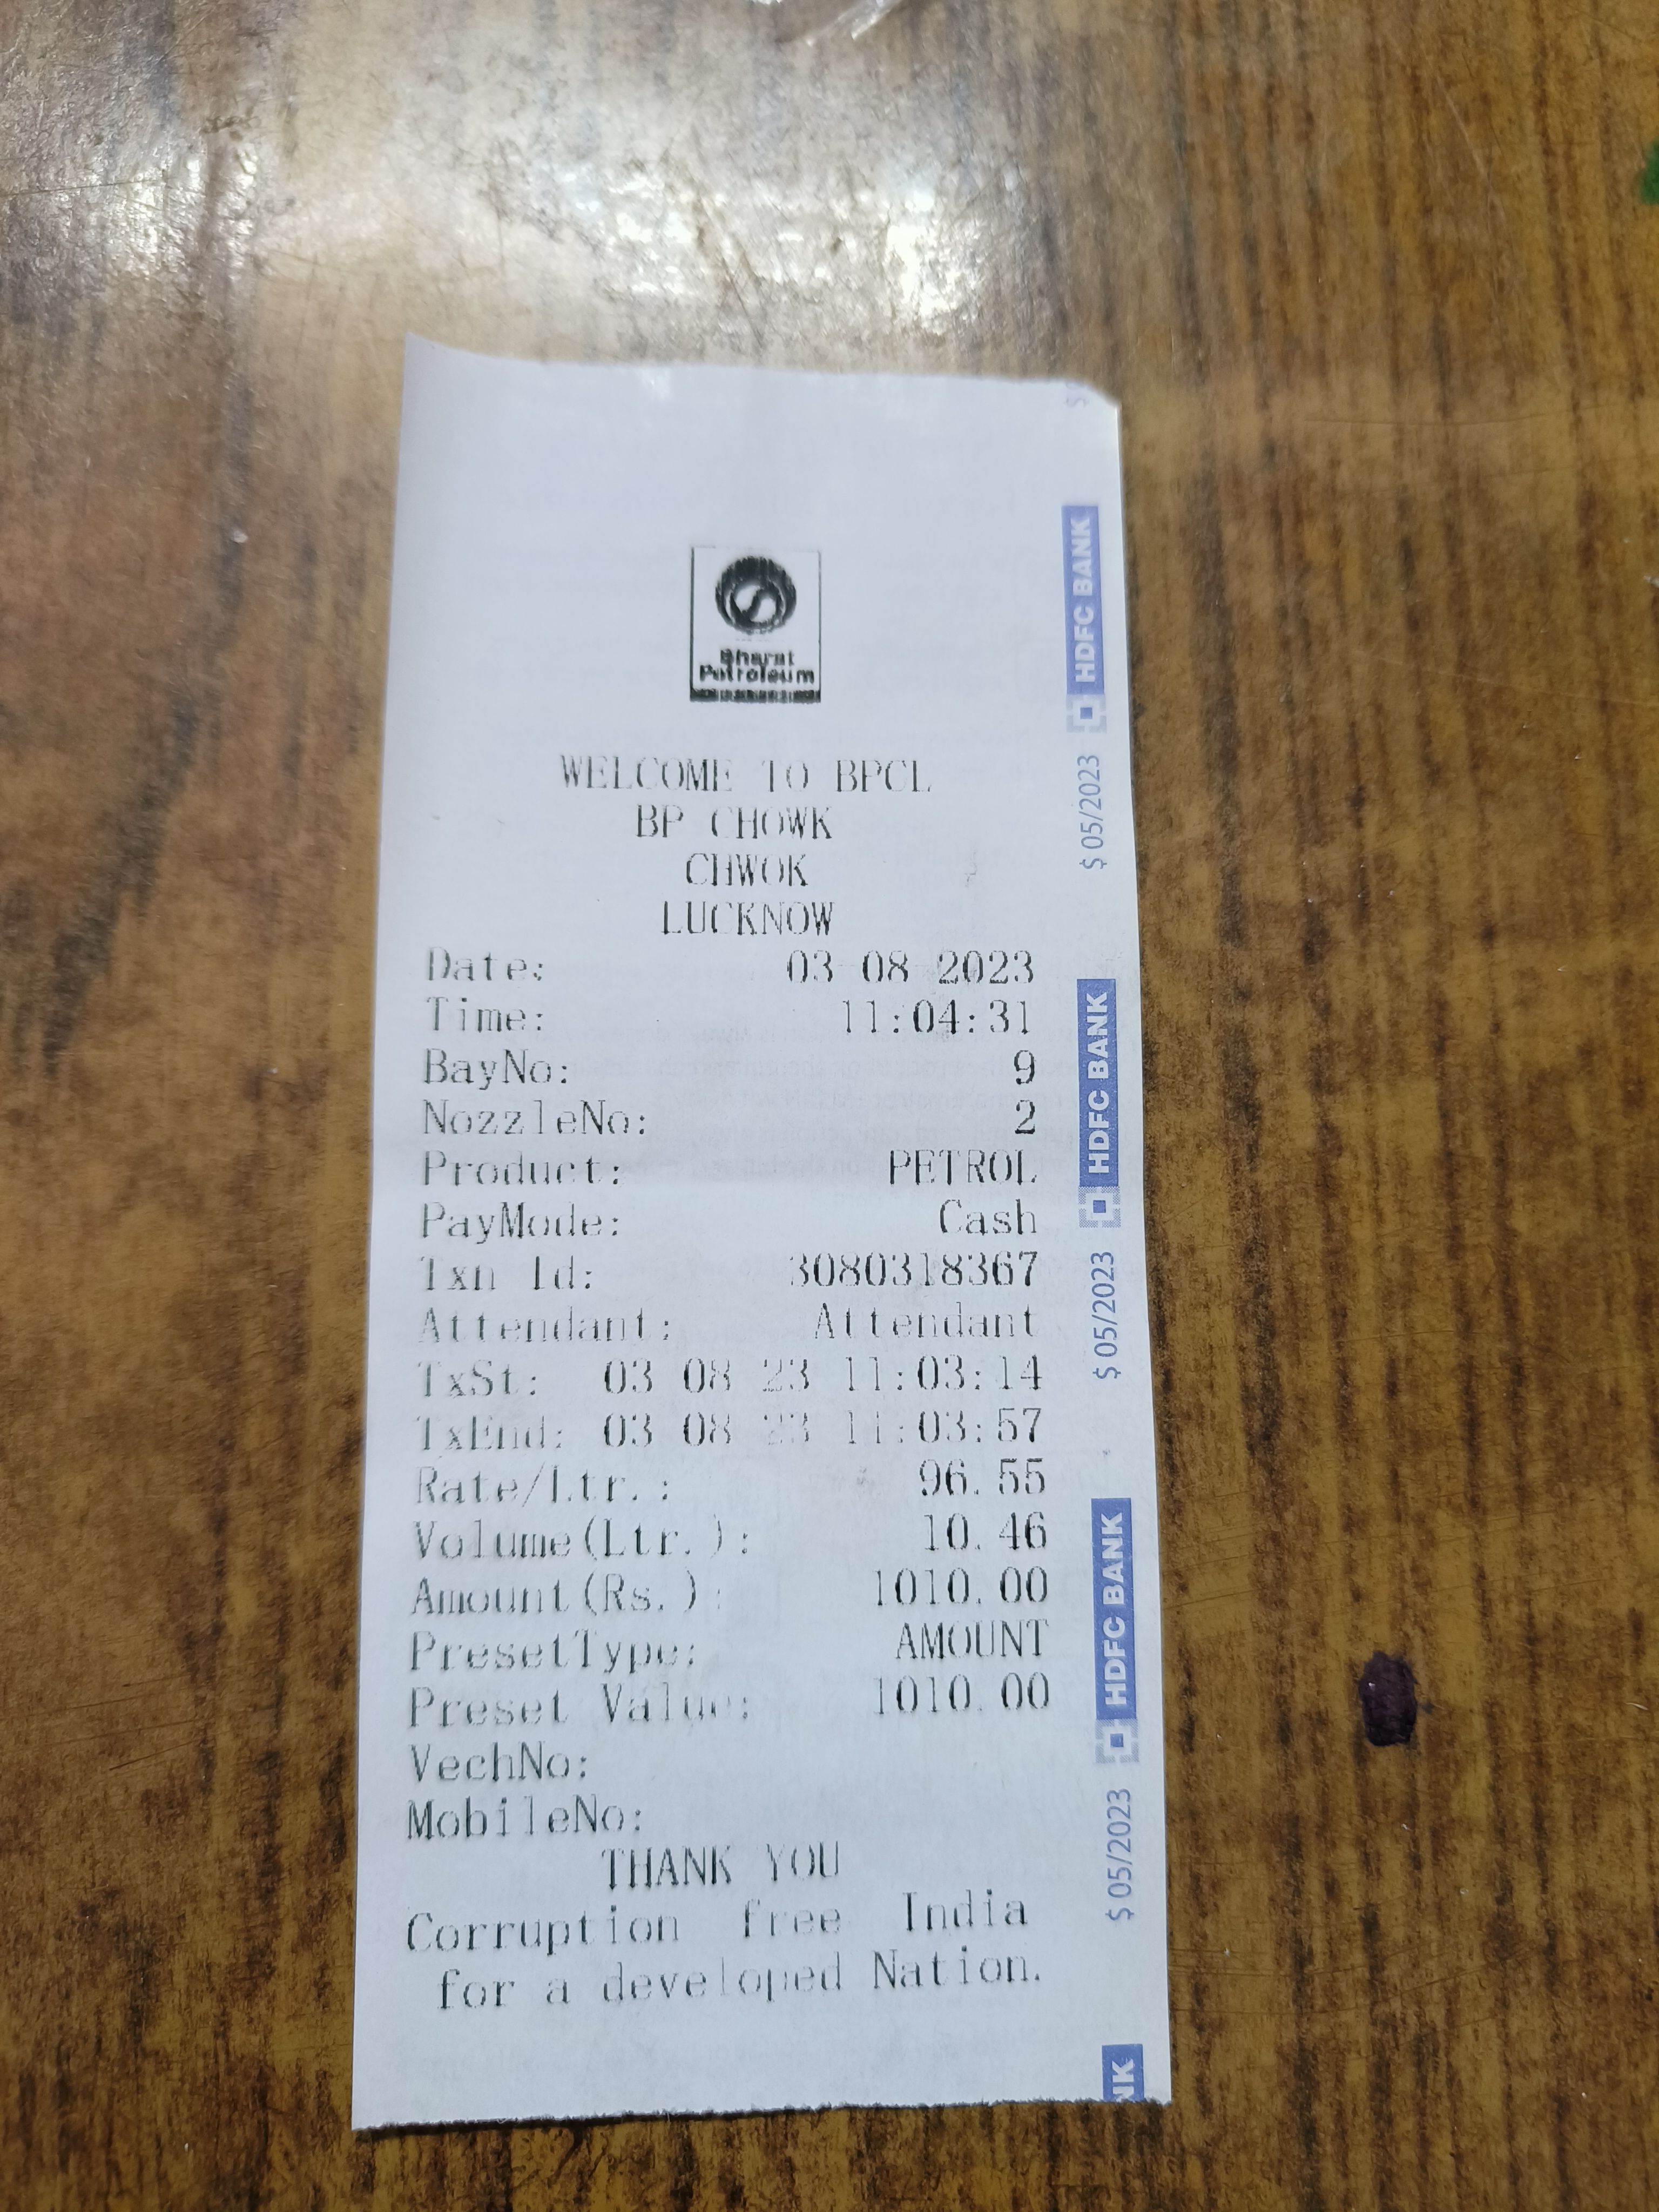 Bharat
Petroleum
WELCOME TO BPCL
BP CHOWK
CHWOK
LUCKNOW
Date: 03 08 2023
Time: 11:04:31
BayNo: 9
NozzleNo: 2
Product: PETROL
PayMode: Cash
Txn Id: 3080318367
Attendant: Attendant
TxSt: 03 08 23 11:03:14
TxEnd: 03 08 23 11:03:57
Rate/Ltr.: 96.55
Volume(Ltr.): 10.46
Amount(Rs.): 1010.00
PresetType: AMOUNT
Preset Value: 1010.00
VechNo:
MobileNo:
THANK YOU
Corruption free India
for a developed Nation.
$
HDFC BANK
$ 05/2023
HDFC BANK
$ 05/2023
HDFC BANK
$ 05/2023
NK